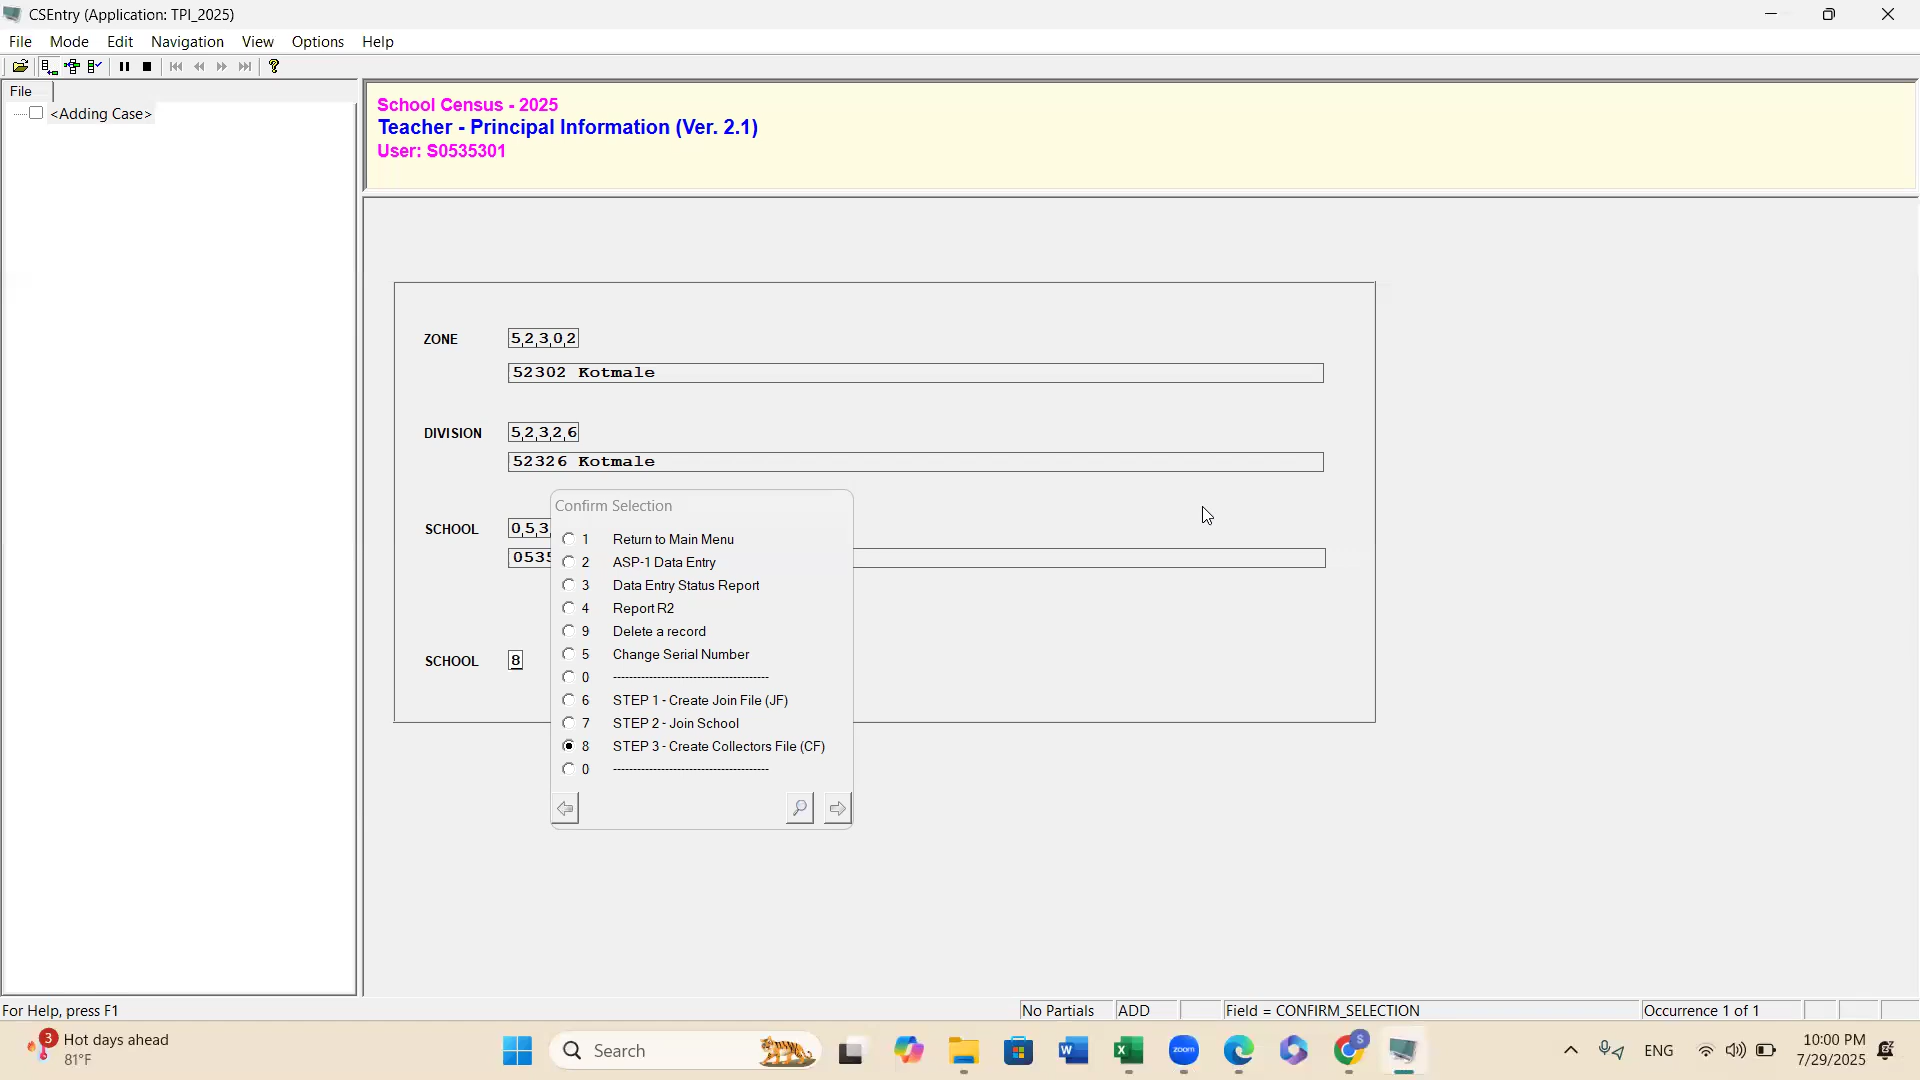 CSEntry (Application: TPI_2025)
File Mode Edit Navigation View Options Help
File
<Adding Case>
School Census - 2025
Teacher - Principal Information (Ver. 2.1)
User: S0535301
ZONE 5,2,3,0,2
52302 Kotmale
DIVISION 5,2,3,2,6
52326 Kotmale
SCHOOL 0,5,3
0535
SCHOOL 8
Confirm Selection
1 Return to Main Menu
2 ASP-1 Data Entry
3 Data Entry Status Report
4 Report R2
9 Delete a record
5 Change Serial Number
0 ---------------------------------------
6 STEP 1 - Create Join File (JF)
7 STEP 2 - Join School
8 STEP 3 - Create Collectors File (CF)
0 ---------------------------------------
For Help, press F1
No Partials ADD Field = CONFIRM_SELECTION Occurrence 1 of 1
3
Hot days ahead
81°F
Search
zoom
S
ENG
10:00 PM
7/29/2025